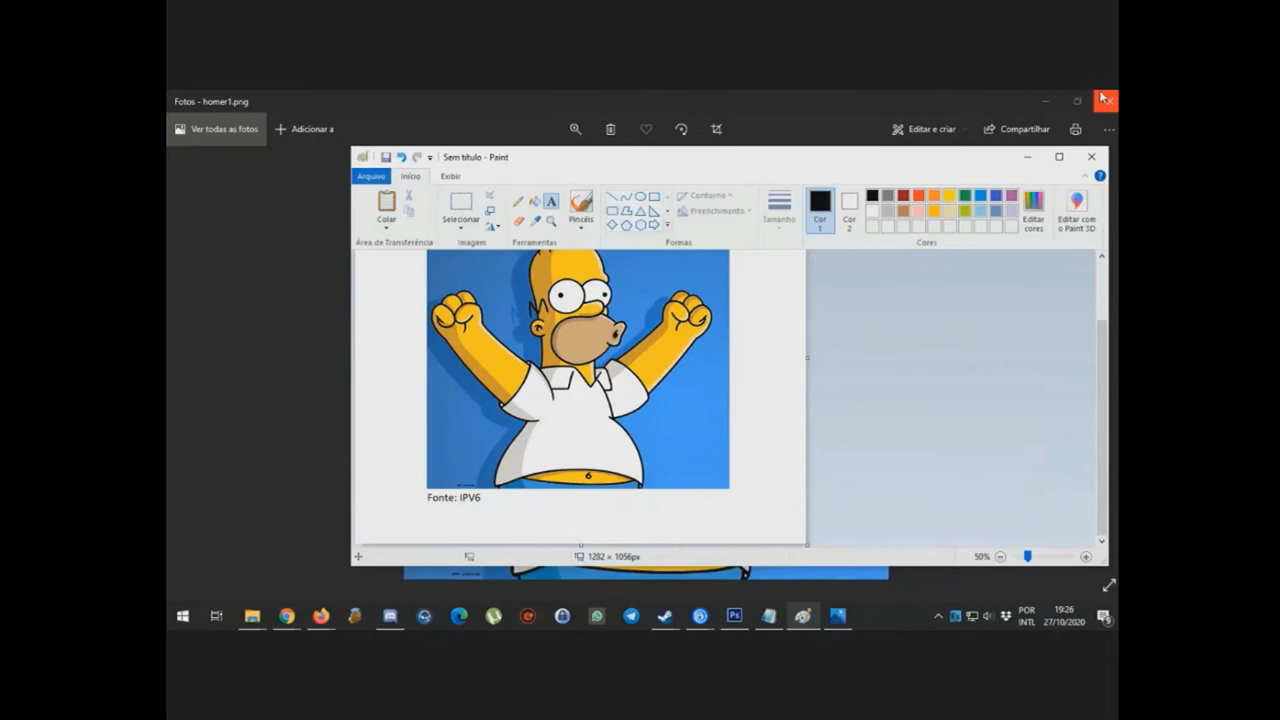 Fotos - homer1.png
Ver todas as fotos
Adicionar a
Editar e criar
Compartilhar
Sem título - Paint
Arquivo
Início
Exibir
Colar
Selecionar
A
Pincéis
Contorno
Preenchimento
Tamanho
Cor 1
Cor 2
Editar cores
Editar com o Paint 3D
Área de Transferência
Imagem
Ferramentas
Formas
Cores
Fonte: IPV6
1282 × 1056px
50%
Ps
POR
INTL
19:26
27/10/2020